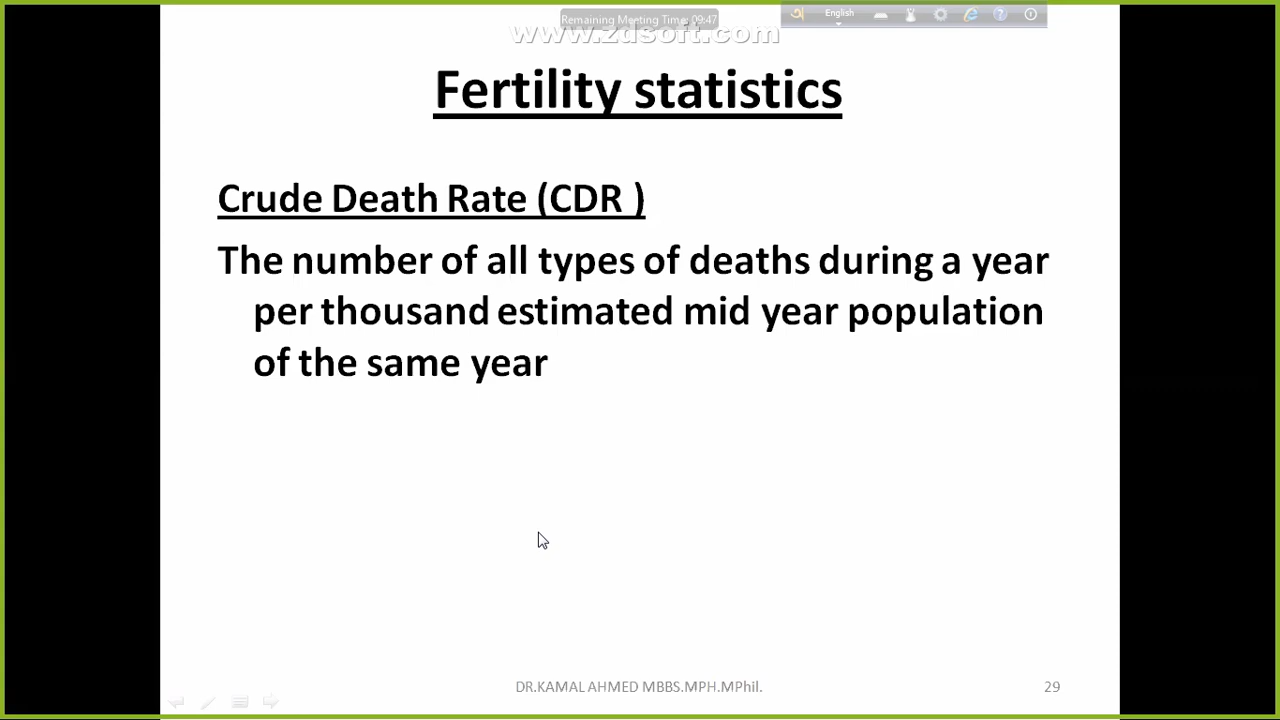 Remaining Meeting Time: 09:47
English
www.zdsoft.com
Fertility statistics
Crude Death Rate (CDR )
The number of all types of deaths during a year
per thousand estimated mid year population
of the same year
DR.KAMAL AHMED MBBS.MPH.MPhil.
29